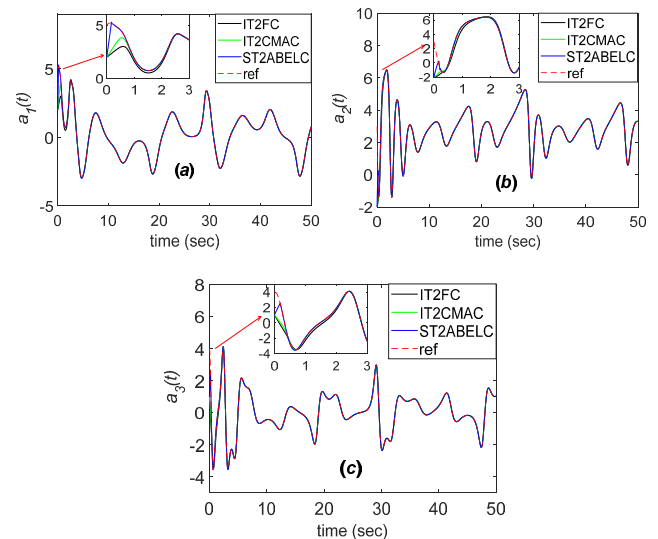 5
0
-5
a1(t)
5
0
0 1 2 3
IT2FC
IT2CMAC
ST2ABELC
ref
(a)
0 10 20 30 40 50
time (sec)
10
8
6
4
2
0
-2
a2(t)
6
4
2
0
-2
0 1 2 3
IT2FC
IT2CMAC
ST2ABELC
ref
(b)
0 10 20 30 40 50
time (sec)
8
6
4
2
0
-2
-4
a3(t)
4
2
0
-2
-4
0 1 2 3
IT2FC
IT2CMAC
ST2ABELC
ref
(c)
0 10 20 30 40 50
time (sec)